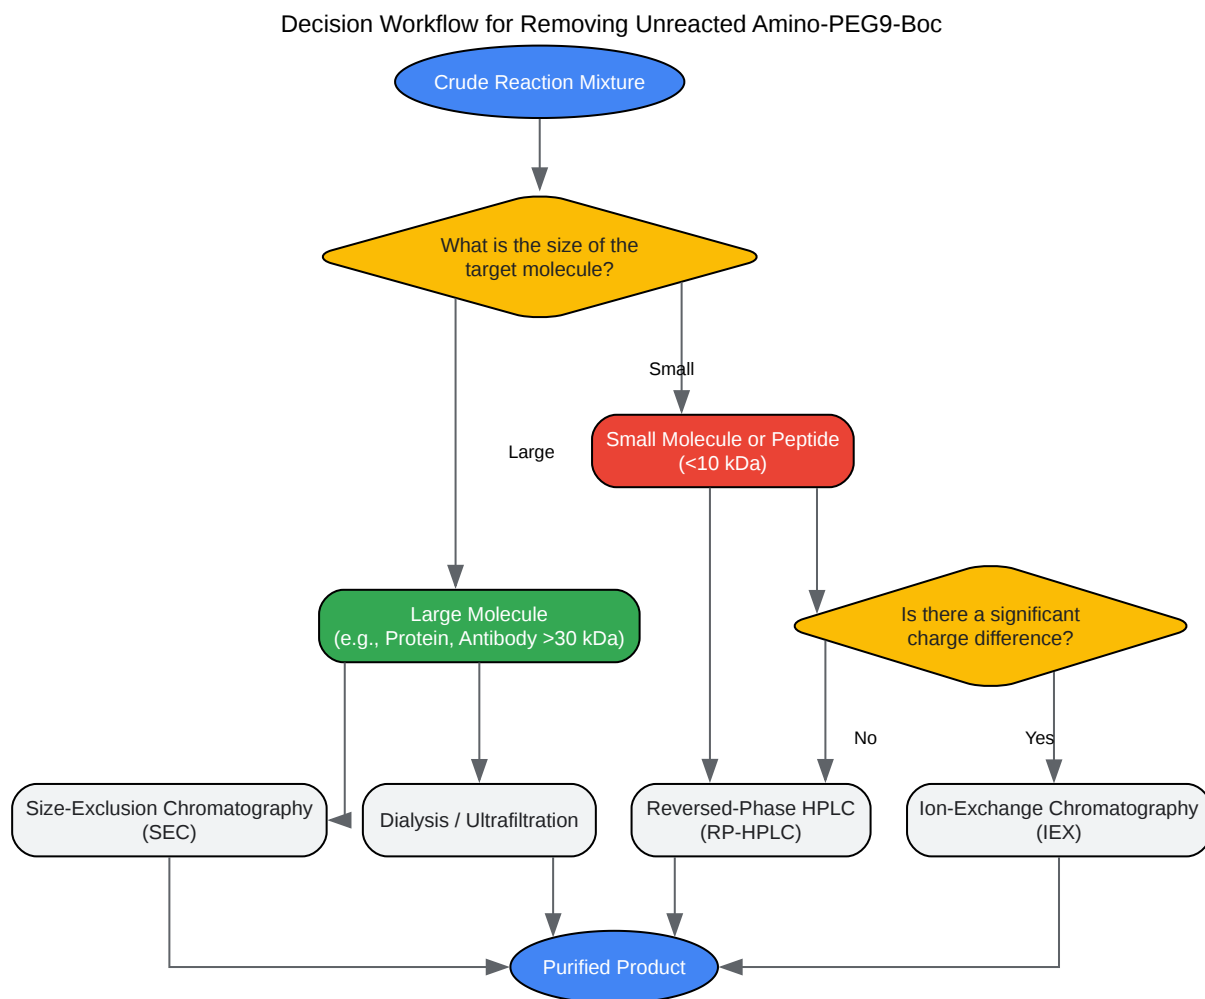 Decision Workflow for Removing Unreacted Amino-PEG9-Boc
Crude Reaction Mixture
What is the size of the
target molecule?
Small
Small Molecule or Peptide
(<10 kDa)
Large
Large Molecule
(e.g., Protein, Antibody >30 kDa)
Is there a significant
charge difference?
No
Yes
Size-Exclusion Chromatography
(SEC)
Dialysis / Ultrafiltration
Reversed-Phase HPLC
(RP-HPLC)
Ion-Exchange Chromatography
(IEX)
Purified Product